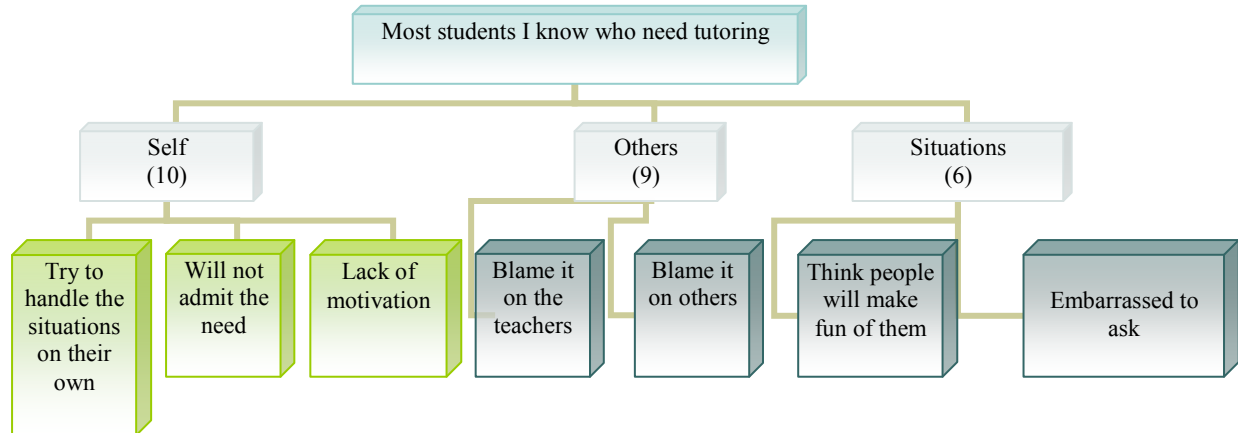 Most students I know who need tutoring
Self
(10)
Others
(9)
Situations
(6)
Try to
handle the
situations
on their
own
Will not
admit the
need
Lack of
motivation
Blame it
on the
teachers
Blame it
on others
Think people
will make
fun of them
Embarrassed to
ask